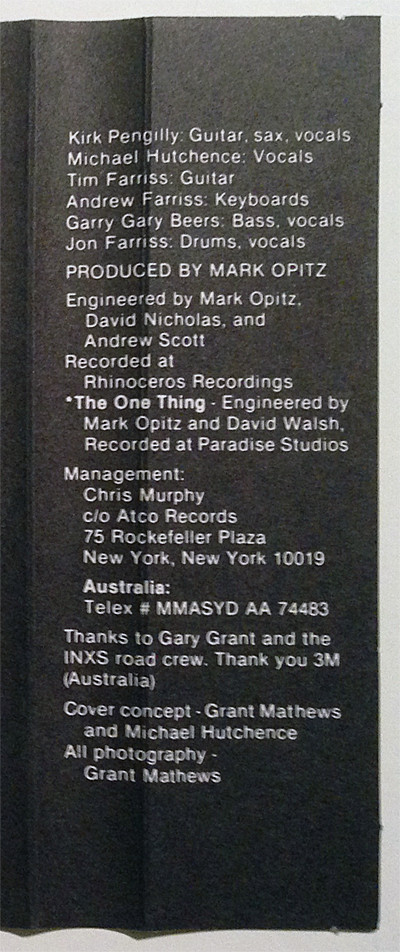 Kirk Pengilly: Guitar, sax, vocals
Michael Hutchence: Vocals
Tim Farriss: Guitar
Andrew Farriss: Keyboards
Garry Gary Beers: Bass, vocals
Jon Farriss: Drums, vocals
PRODUCED BY MARK OPITZ
Engineered by Mark Opitz,
David Nicholas, and
Andrew Scott
Recorded at
Rhinoceros Recordings
*The One Thing - Engineered by
Mark Opitz and David Walsh,
Recorded at Paradise Studios
Management:
Chris Murphy
c/o Atco Records
75 Rockefeller Plaza
New York, New York 10019
Australia:
Telex # MMASYD AA 74483
Thanks to Gary Grant and the
INXS road crew. Thank you 3M
(Australia)
Cover concept - Grant Mathews
and Michael Hutchence
All photography -
Grant Mathews